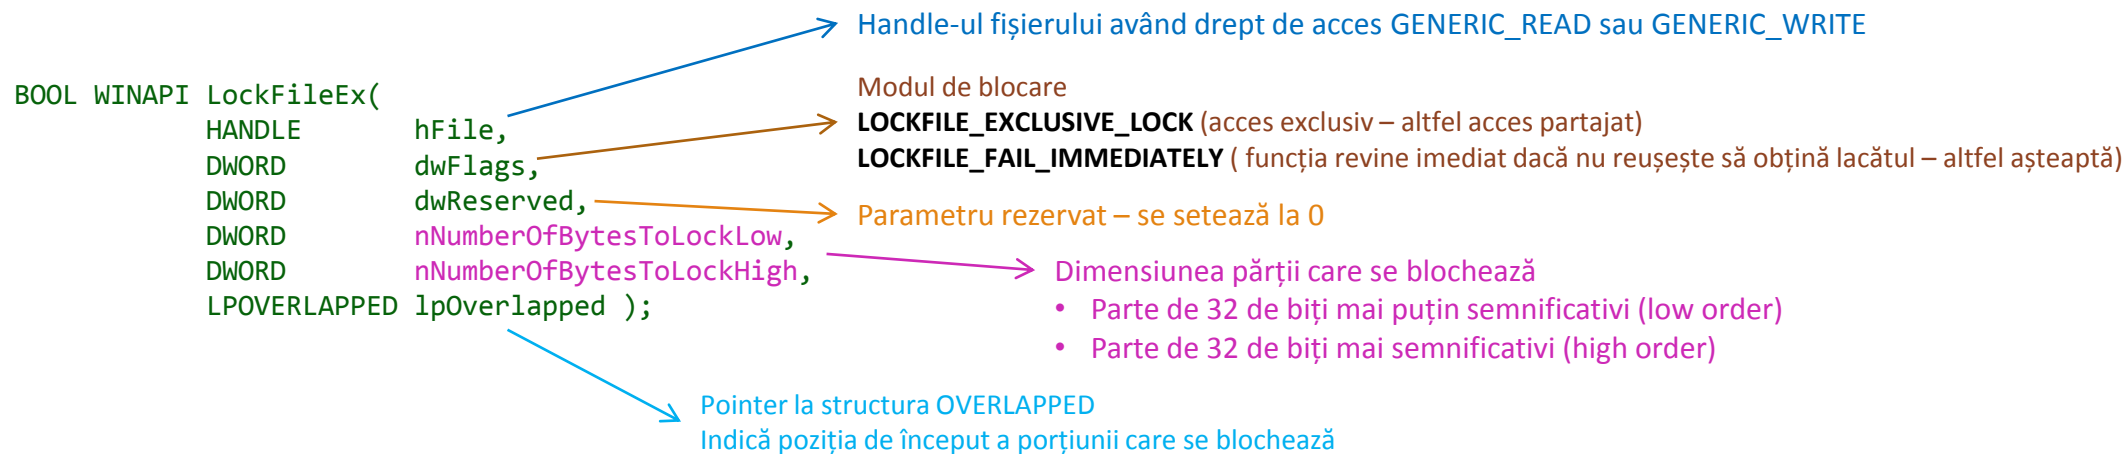 Handle-ul fișierului având drept de acces GENERIC_READ sau GENERIC_WRITE
BOOL WINAPI LockFileEx(
HANDLE hFile,
DWORD dwFlags,
DWORD dwReserved,
DWORD nNumberOfBytesToLockLow,
DWORD nNumberOfBytesToLockHigh,
LPOVERLAPPED lpOverlapped );
Modul de blocare
LOCKFILE_EXCLUSIVE_LOCK (acces exclusiv – altfel acces partajat)
LOCKFILE_FAIL_IMMEDIATELY ( funcția revine imediat dacă nu reușește să obțină lacătul – altfel așteaptă)
Parametru rezervat – se setează la 0
Dimensiunea părții care se blochează
• Parte de 32 de biți mai puțin semnificativi (low order)
• Parte de 32 de biți mai semnificativi (high order)
Pointer la structura OVERLAPPED
Indică poziția de început a porțiunii care se blochează